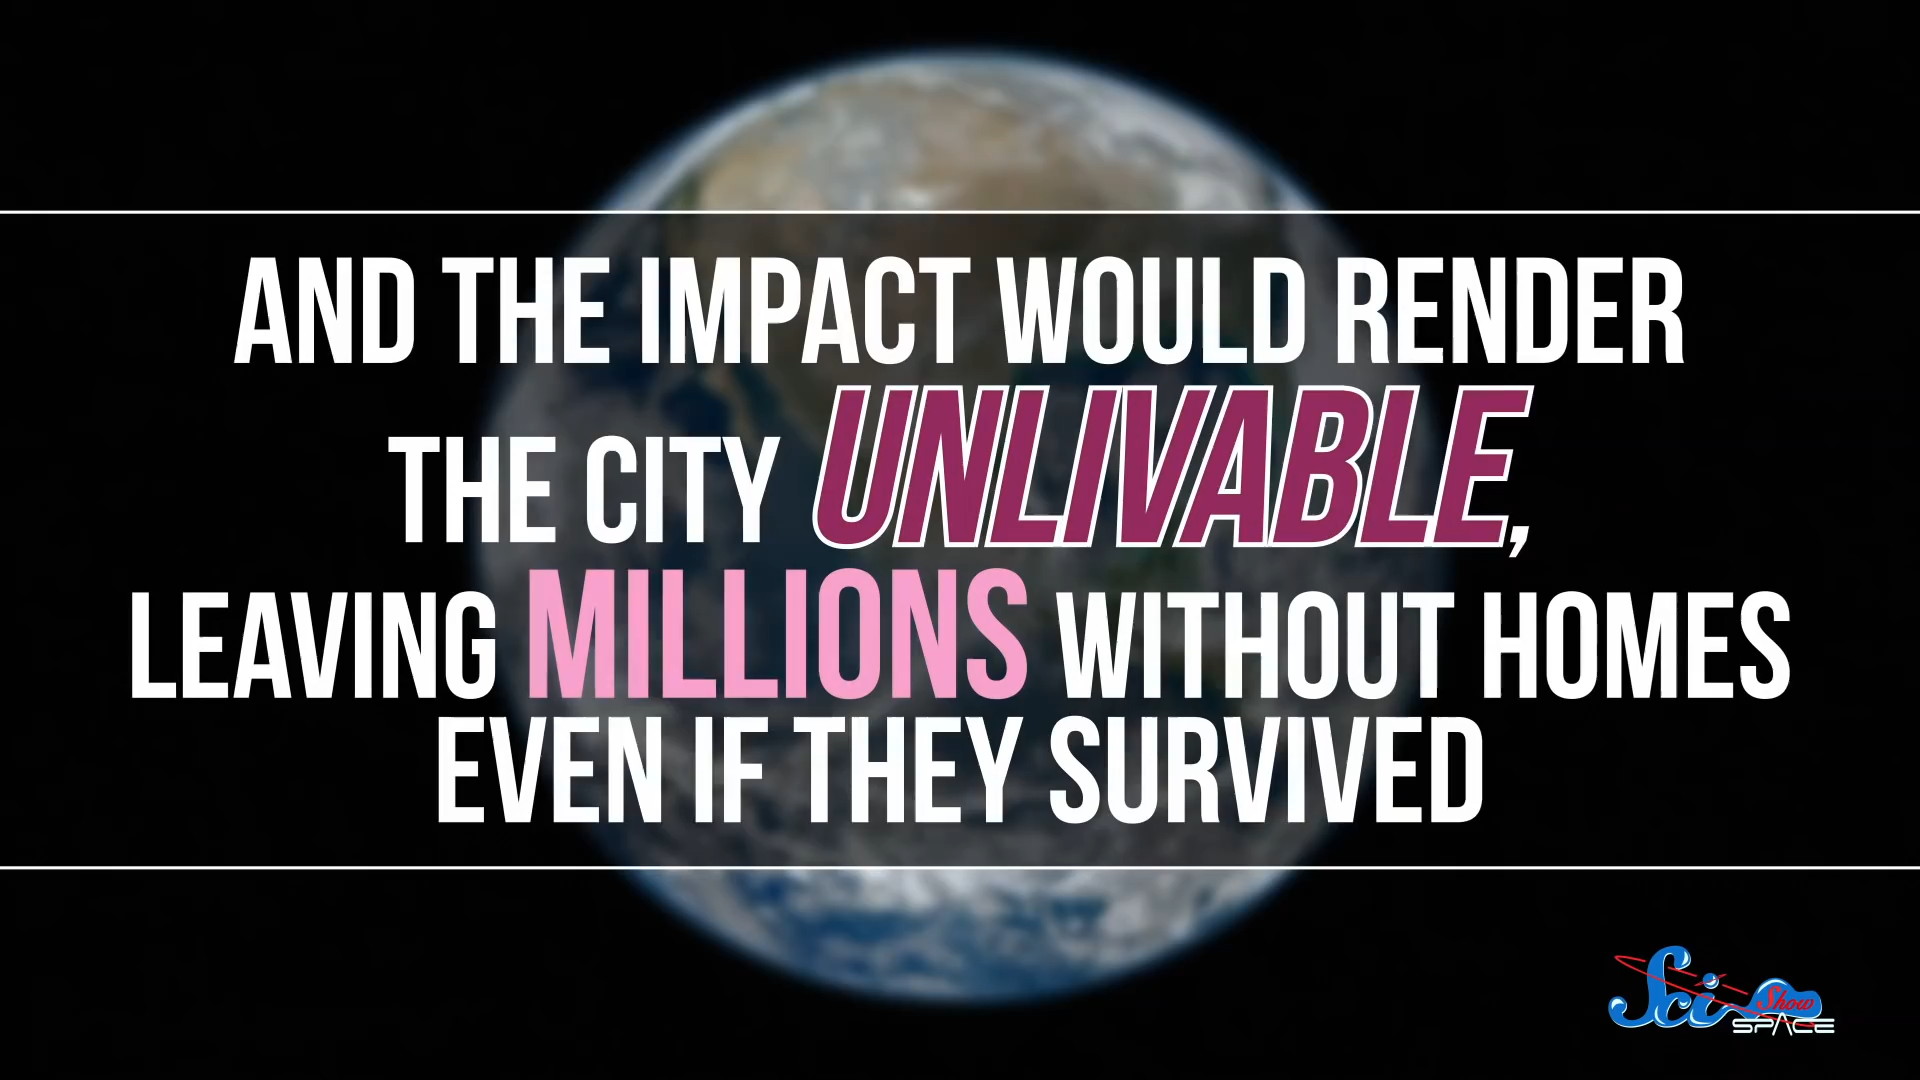 AND THE IMPACT WOULD RENDER
THE CITY UNLIVABLE,
LEAVING MILLIONS WITHOUT HOMES
EVEN IF THEY SURVIVED
Sci Show
SPACE